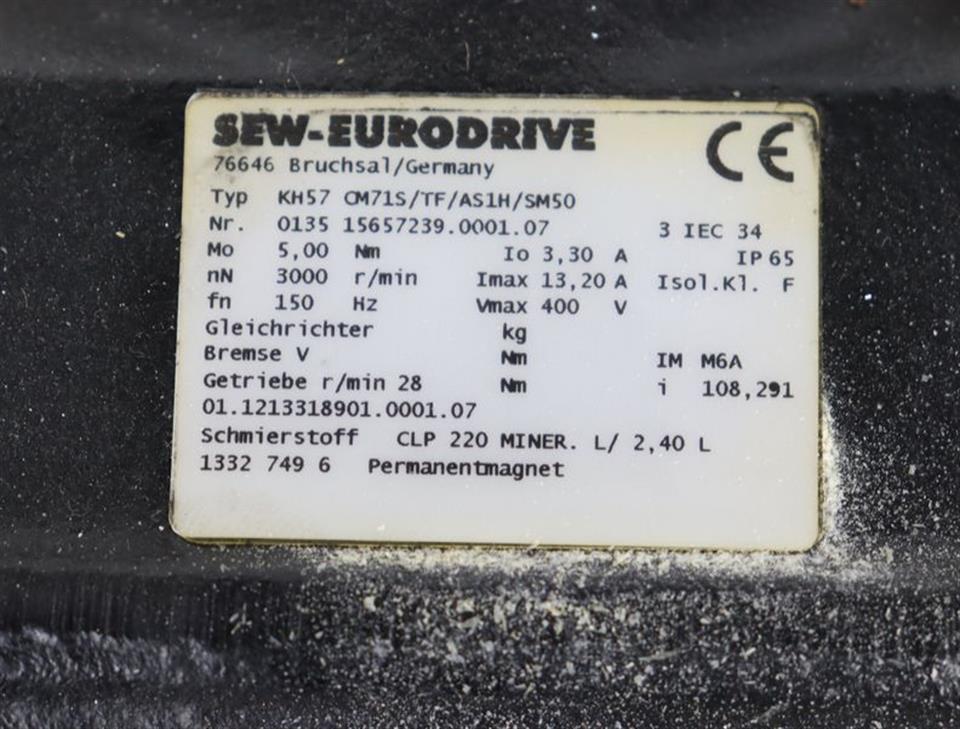 SEW-EURODRIVE CE
76646 Bruchsal/Germany
Typ KH57 CM71S/TF/AS1H/SM50
Nr. 0135 15657239.0001.07 3 IEC 34
Mo 5,00 Nm Io 3,30 A IP 65
nN 3000 r/min Imax 13,20 A Isol.Kl. F
fn 150 Hz Vmax 400 V
Gleichrichter kg
Bremse V Nm IM M6A
Getriebe r/min 28 Nm i 108,291
01.1213318901.0001.07
Schmierstoff CLP 220 MINER. L/ 2,40 L
1332 749 6 Permanentmagnet